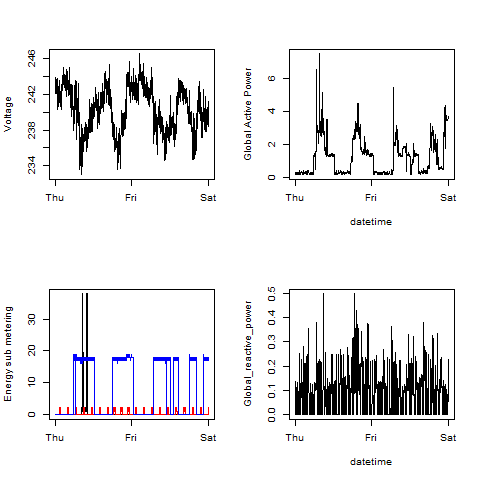 Voltage
234 238 242 246
Thu Fri Sat
Global Active Power
0 2 4 6
Thu Fri Sat
datetime
Energy sub metering
0 10 20 30
Thu Fri Sat
Global_reactive_power
0.0 0.1 0.2 0.3 0.4 0.5
Thu Fri Sat
datetime